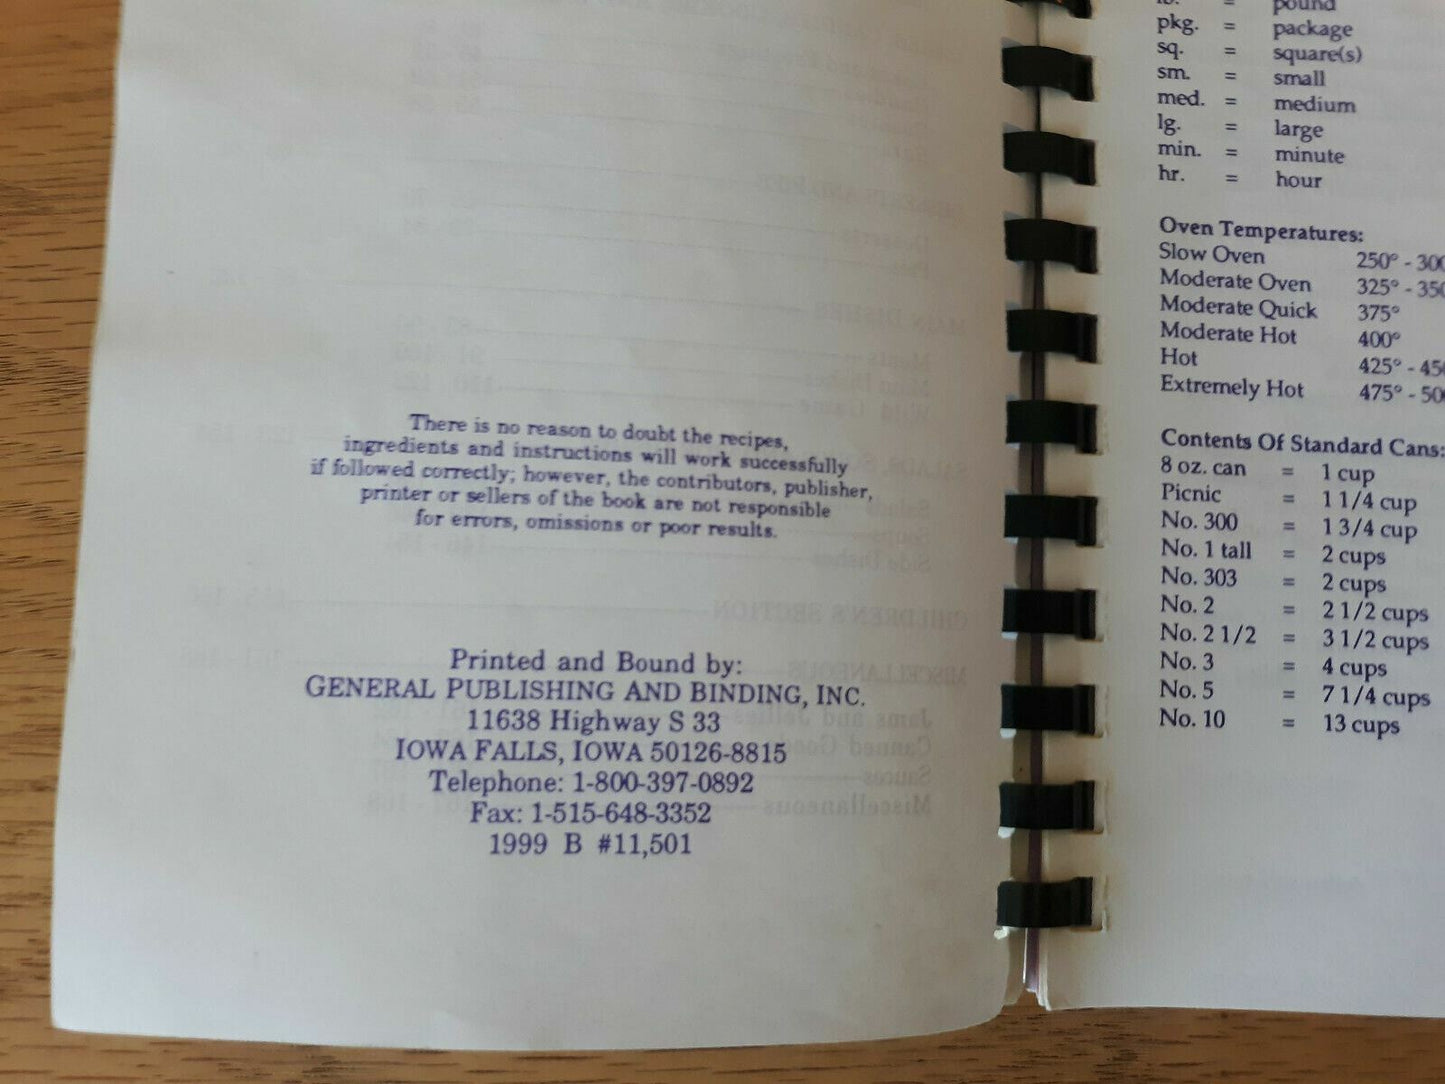 There is no reason to doubt the recipes,
ingredients and instructions will work successfully
if followed correctly; however, the contributors, publisher,
printer or sellers of the book are not responsible
for errors, omissions or poor results.
Printed and Bound by:
GENERAL PUBLISHING AND BINDING, INC.
11638 Highway S 33
IOWA FALLS, IOWA 50126-8815
Telephone: 1-800-397-0892
Fax: 1-515-648-3352
1999 B #11,501
= pound
pkg. = package
sq. = square(s)
sm. = small
med. = medium
lg. = large
min. = minute
hr. = hour
Oven Temperatures:
Slow Oven 250° - 300
Moderate Oven 325° - 350
Moderate Quick 375°
Moderate Hot 400°
Hot 425° - 450
Extremely Hot 475° - 500
Contents Of Standard Cans:
8 oz. can = 1 cup
Picnic = 1 1/4 cup
No. 300 = 1 3/4 cup
No. 1 tall = 2 cups
No. 303 = 2 cups
No. 2 = 2 1/2 cups
No. 2 1/2 = 3 1/2 cups
No. 3 = 4 cups
No. 5 = 7 1/4 cups
No. 10 = 13 cups